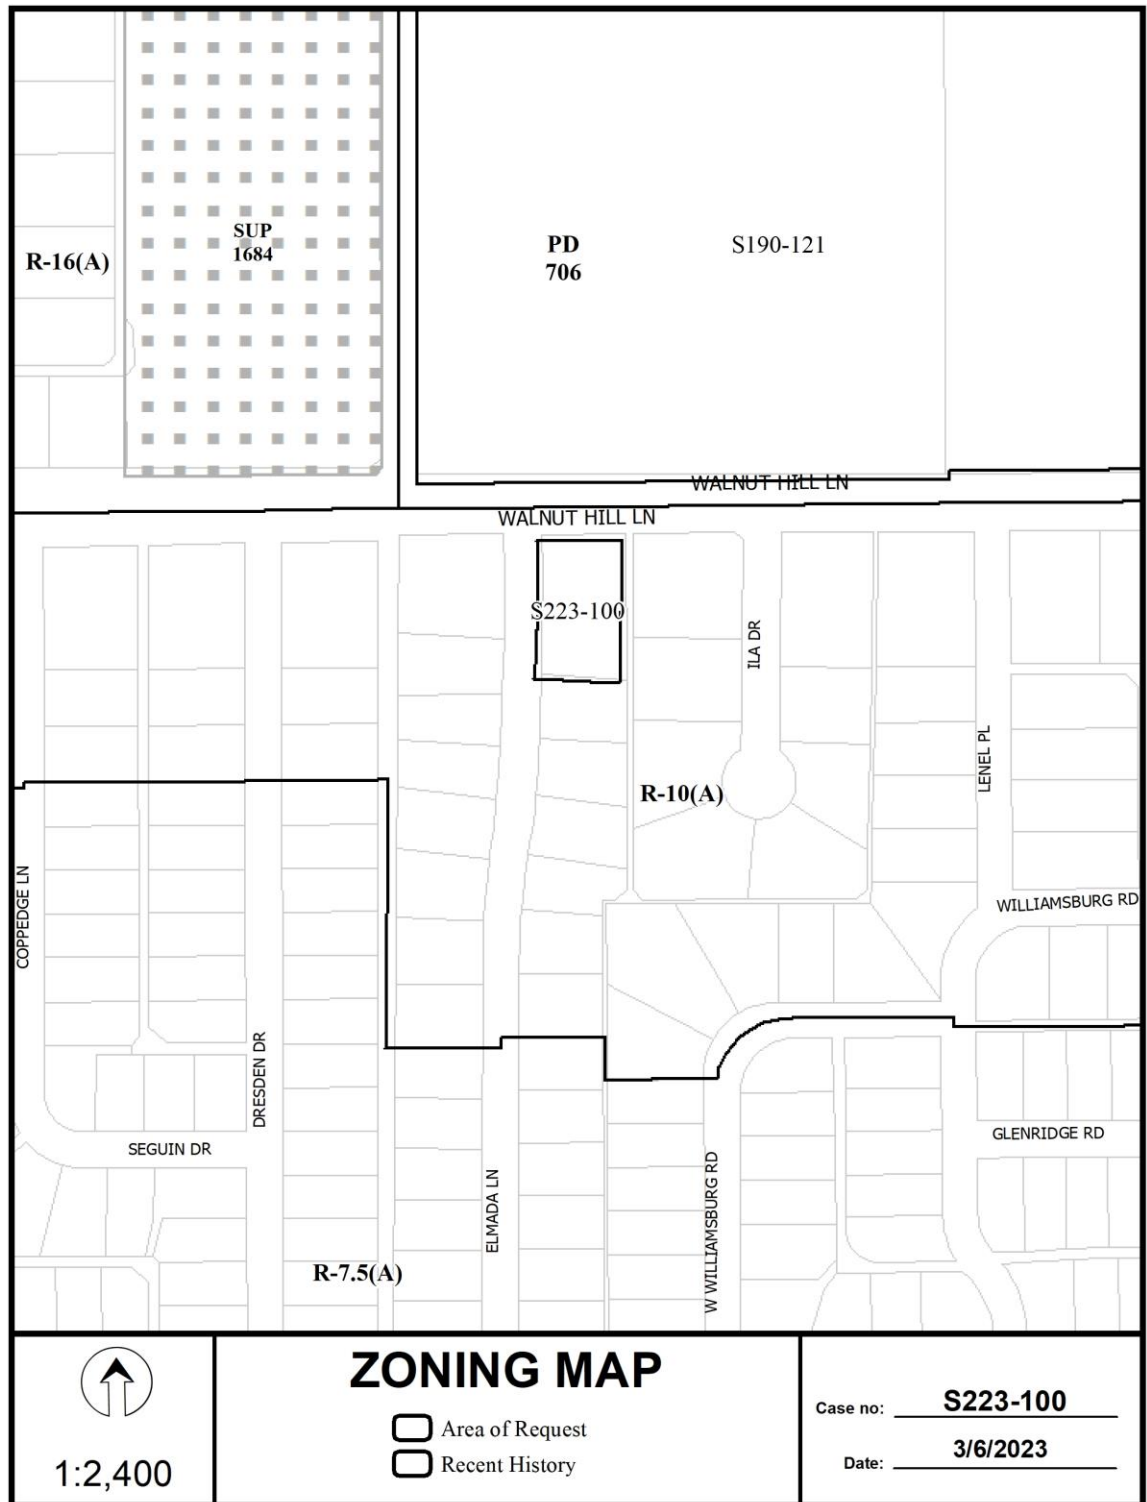 SUP
1684
R-16(A)
PD
706
S190-121
WALNUT HILL LN
WALNUT HILL LN
S223-100
ILA DR
LENEL PL
R-10(A)
COPPEDGE LN
WILLIAMSBURG RD
DRESDEN DR
SEGUIN DR
GLENRIDGE RD
ELMADA LN
W WILLIAMSBURG RD
R-7.5(A)
1:2,400
ZONING MAP
Area of Request
Recent History
Case no: S223-100
Date: 3/6/2023